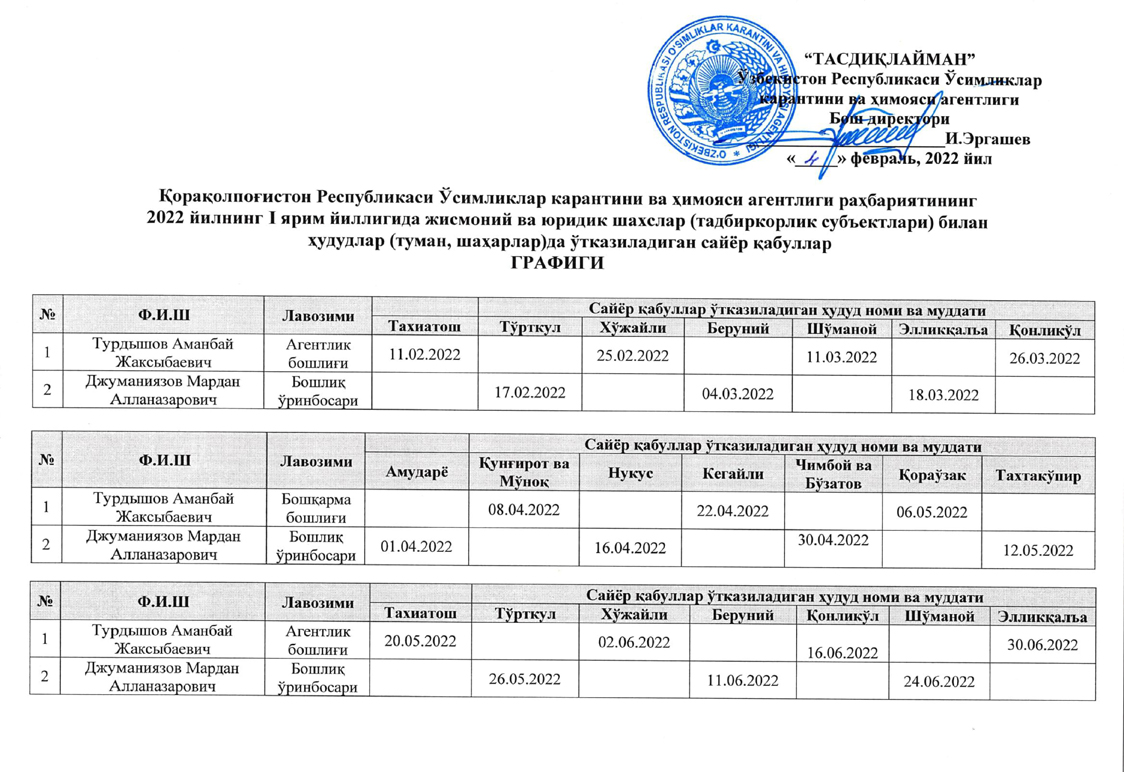 O‘ZBEKISTON RESPUBLIKASI O‘SIMLIKLAR KARANTINI VA HIMOYASI AGENTLIGI
“ТАСДИҚЛАЙМАН”
Ўзбекистон Республикаси Ўсимликлар
карантини ва ҳимояси агентлиги
Бош директори
И.Эргашев
« 4 » февраль, 2022 йил
Қорақолпоғистон Республикаси Ўсимликлар карантини ва ҳимояси агентлиги раҳбариятининг
2022 йилнинг I ярим йиллигида жисмоний ва юридик шахслар (тадбиркорлик субъектлари) билан
ҳудудлар (туман, шаҳарлар)да ўтказиладиган сайёр қабуллар
ГРАФИГИ
№ Ф.И.Ш Лавозими Сайёр қабуллар ўтказиладиган ҳудуд номи ва муддати
Тахиатош Тўрткул Хўжайли Беруний Шўманой Элликқалъа Қонликўл
1 Турдышов Аманбай Жаксыбаевич Агентлик бошлиғи 11.02.2022 25.02.2022 11.03.2022 26.03.2022
2 Джуманиязов Мардан Алланазарович Бошлиқ ўринбосари 17.02.2022 04.03.2022 18.03.2022
№ Ф.И.Ш Лавозими Сайёр қабуллар ўтказиладиган ҳудуд номи ва муддати
Амударё Қунғирот ва Мўноқ Нукус Кегайли Чимбой ва Бўзатов Қораўзак Тахтакўпир
1 Турдышов Аманбай Жаксыбаевич Бошқарма бошлиғи 08.04.2022 22.04.2022 06.05.2022
2 Джуманиязов Мардан Алланазарович Бошлиқ ўринбосари 01.04.2022 16.04.2022 30.04.2022 12.05.2022
№ Ф.И.Ш Лавозими Сайёр қабуллар ўтказиладиган ҳудуд номи ва муддати
Тахиатош Тўрткул Хўжайли Беруний Қонликўл Шўманой Элликқалъа
1 Турдышов Аманбай Жаксыбаевич Агентлик бошлиғи 20.05.2022 02.06.2022 16.06.2022 30.06.2022
2 Джуманиязов Мардан Алланазарович Бошлиқ ўринбосари 26.05.2022 11.06.2022 24.06.2022